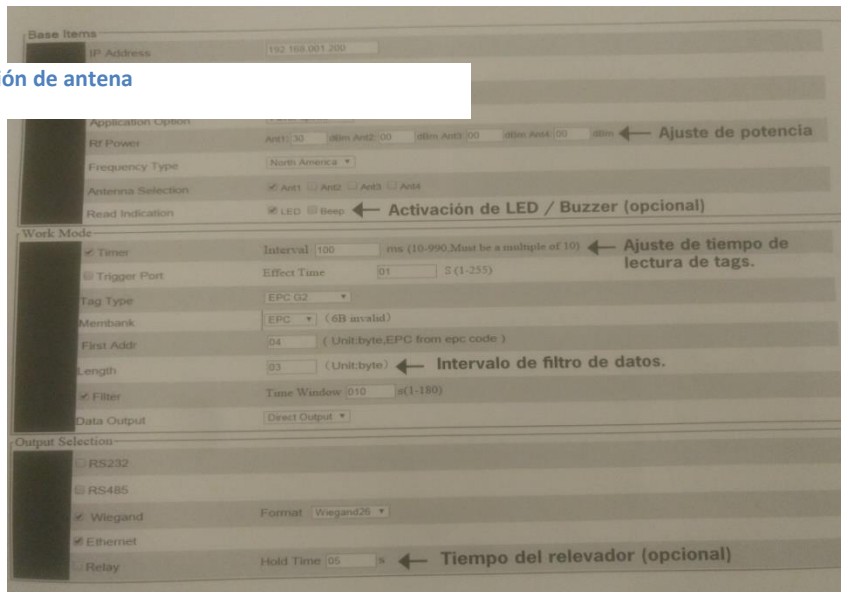 Base Items
IP Address 192.168.001.200
ión de antena
Application Option
Rf Power Ant1: 30 dBm Ant2: 00 dBm Ant3: 00 dBm Ant4: 00 dBm Ajuste de potencia
Frequency Type North America
Antenna Selection Ant1 Ant2 Ant3 Ant4
Read Indication LED Beep Activación de LED / Buzzer (opcional)
Work Mode
Timer Interval 100 ms (10-990,Must be a multiple of 10) Ajuste de tiempo de
lectura de tags.
Trigger Port Effect Time 01 S (1-255)
Tag Type EPC G2
Membank EPC (6B invalid)
First Addr 04 ( Unit:byte,EPC from epc code )
Length 03 (Unit:byte) Intervalo de filtro de datos.
Filter Time Window 010 s(1-180)
Data Output Direct Output
Output Selection
RS232
RS485
Wiegand Format Wiegand26
Ethernet
Relay Hold Time 05 s Tiempo del relevador (opcional)